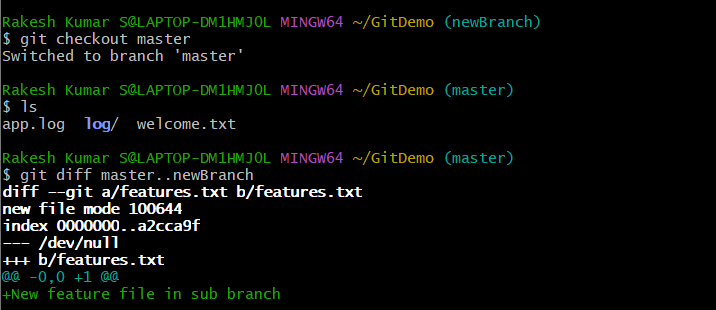 Rakesh Kumar S@LAPTOP-DM1HMJ0L MINGW64 ~/GitDemo (newBranch)
$ git checkout master
Switched to branch 'master'
Rakesh Kumar S@LAPTOP-DM1HMJ0L MINGW64 ~/GitDemo (master)
$ ls
app.log  log/  welcome.txt
Rakesh Kumar S@LAPTOP-DM1HMJ0L MINGW64 ~/GitDemo (master)
$ git diff master..newBranch
diff --git a/features.txt b/features.txt
new file mode 100644
index 0000000..a2cca9f
--- /dev/null
+++ b/features.txt
@@ -0,0 +1 @@
+New feature file in sub branch